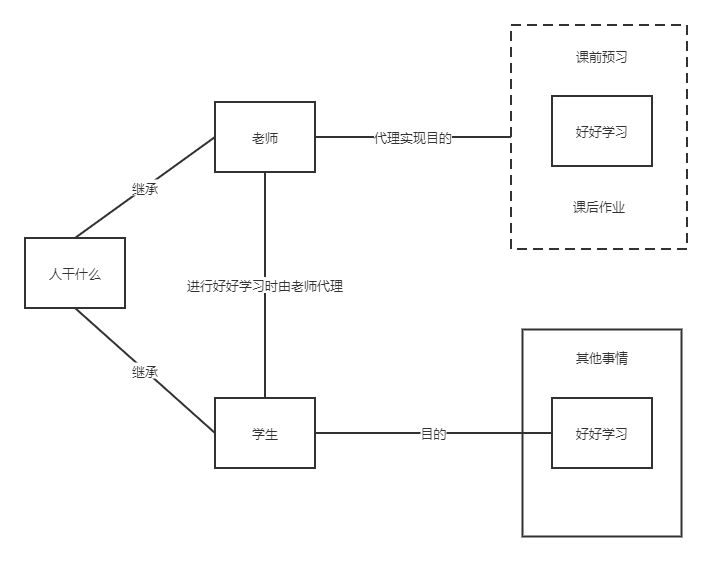 课前预习
好好学习
老师
代理实现目的
继承
课后作业
人干什么
进行好好学习时由老师代理
其他事情
继承
学生
目的
好好学习